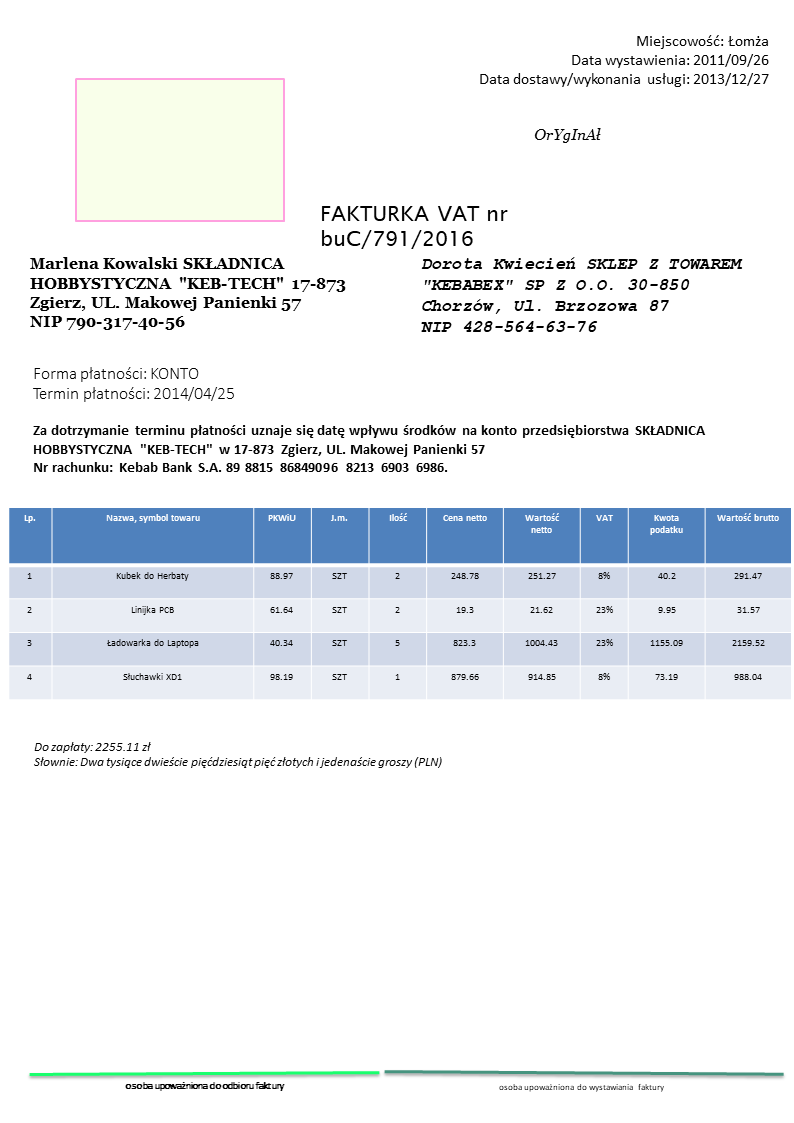 Miejscowość: Łomża
Data wystawienia: 2011/09/26
Data dostawy/wykonania usługi: 2013/12/27
OrYgInAł
FAKTURKA VAT nr
buC/791/2016
Marlena Kowalski SKŁADNICA
HOBBYSTYCZNA "KEB-TECH" 17-873
Zgierz, UL. Makowej Panienki 57
NIP 790-317-40-56
Dorota Kwiecień SKLEP Z TOWAREM
"KEBABEX" SP Z O.O. 30-850
Chorzów, Ul. Brzozowa 87
NIP 428-564-63-76
Forma płatności: KONTO
Termin płatności: 2014/04/25
Za dotrzymanie terminu płatności uznaje się datę wpływu środków na konto przedsiębiorstwa SKŁADNICA
HOBBYSTYCZNA "KEB-TECH" w 17-873 Zgierz, UL. Makowej Panienki 57
Nr rachunku: Kebab Bank S.A. 89 8815 86849096 8213 6903 6986.
Lp. Nazwa, symbol towaru PKWiU J.m. Ilość Cena netto Wartość netto VAT Kwota podatku Wartość brutto
1 Kubek do Herbaty 88.97 SZT 2 248.78 251.27 8% 40.2 291.47
2 Linijka PCB 61.64 SZT 2 19.3 21.62 23% 9.95 31.57
3 Ładowarka do Laptopa 40.34 SZT 5 823.3 1004.43 23% 1155.09 2159.52
4 Słuchawki XD1 98.19 SZT 1 879.66 914.85 8% 73.19 988.04
Do zapłaty: 2255.11 zł
Słownie: Dwa tysiące dwieście pięćdziesiąt pięć złotych i jedenaście groszy (PLN)
osoba upoważniona do odbioru faktury
osoba upoważniona do wystawiania faktury